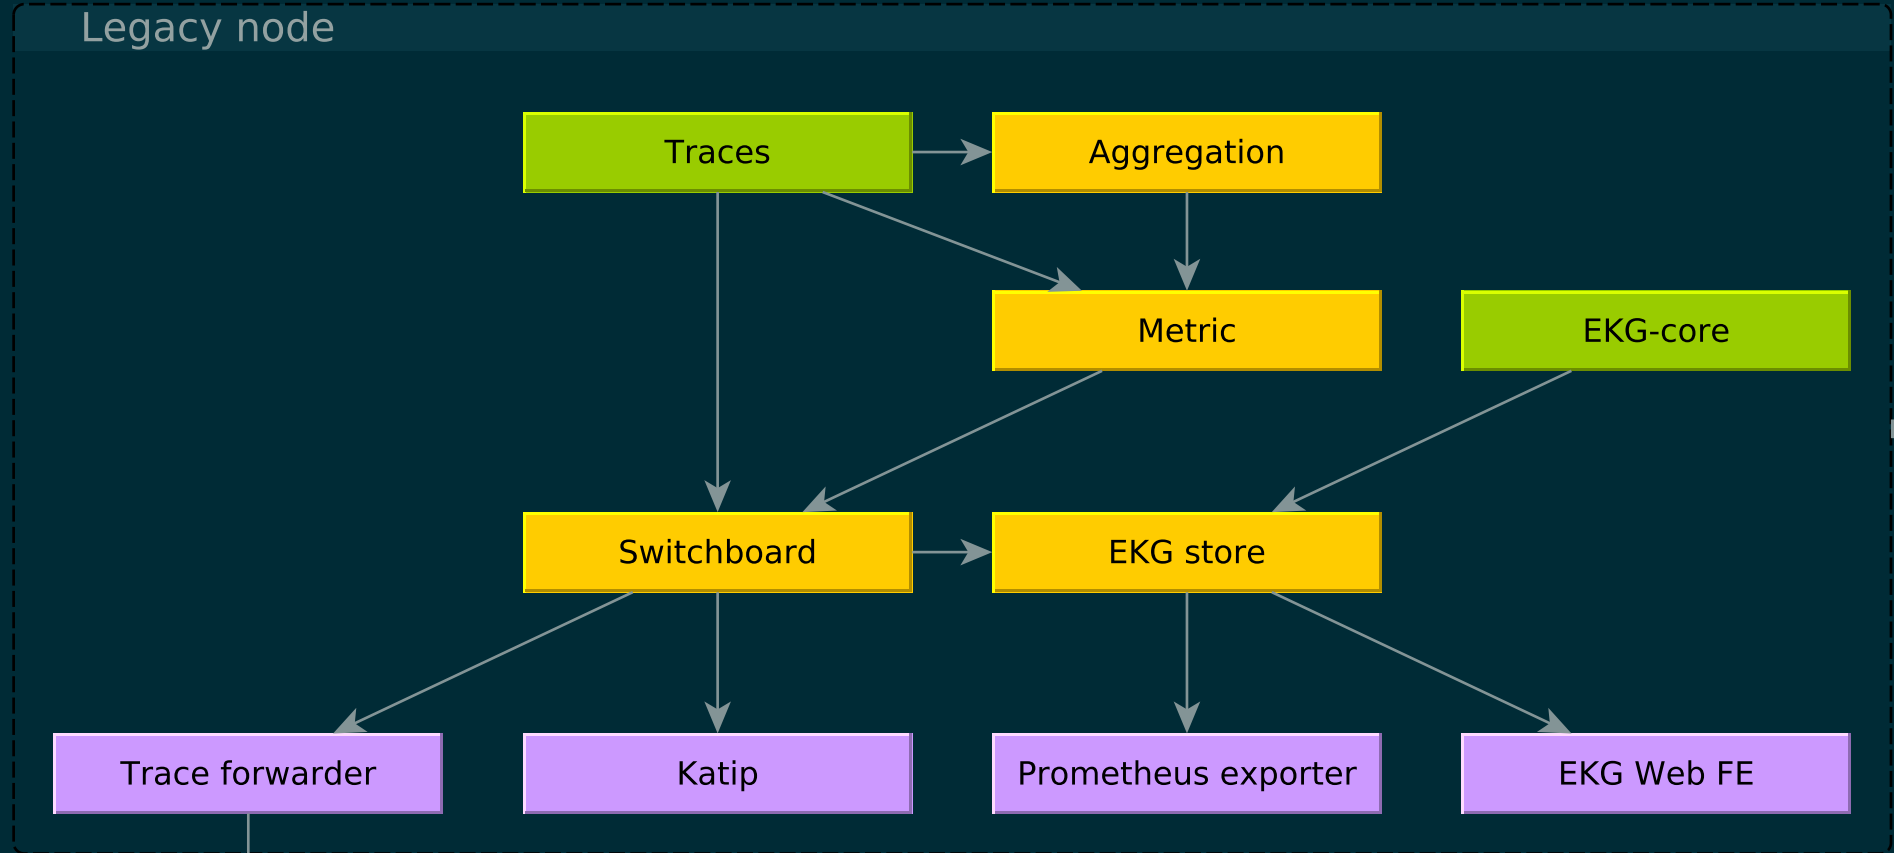 Legacy node
Traces
Aggregation
Metric
EKG-core
Switchboard
EKG store
Trace forwarder
Katip
Prometheus exporter
EKG Web FE